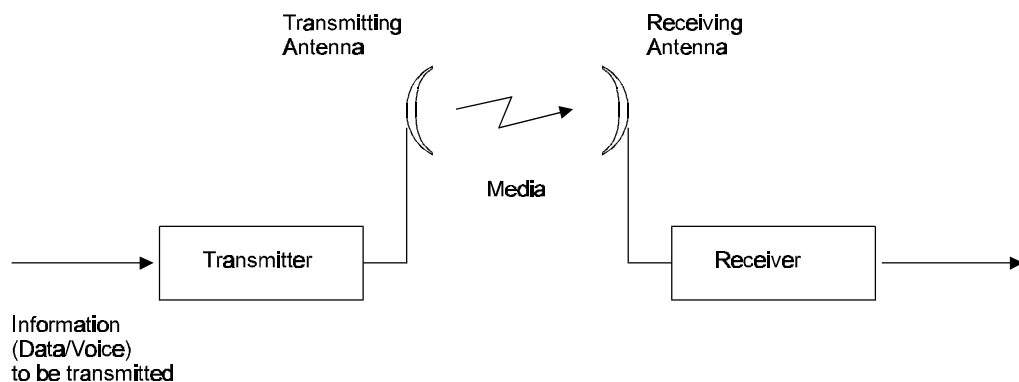 Transmitting
Antenna
Receiving
Antenna
Media
Transmitter
Receiver
Information
(Data/Voice)
to be transmitted